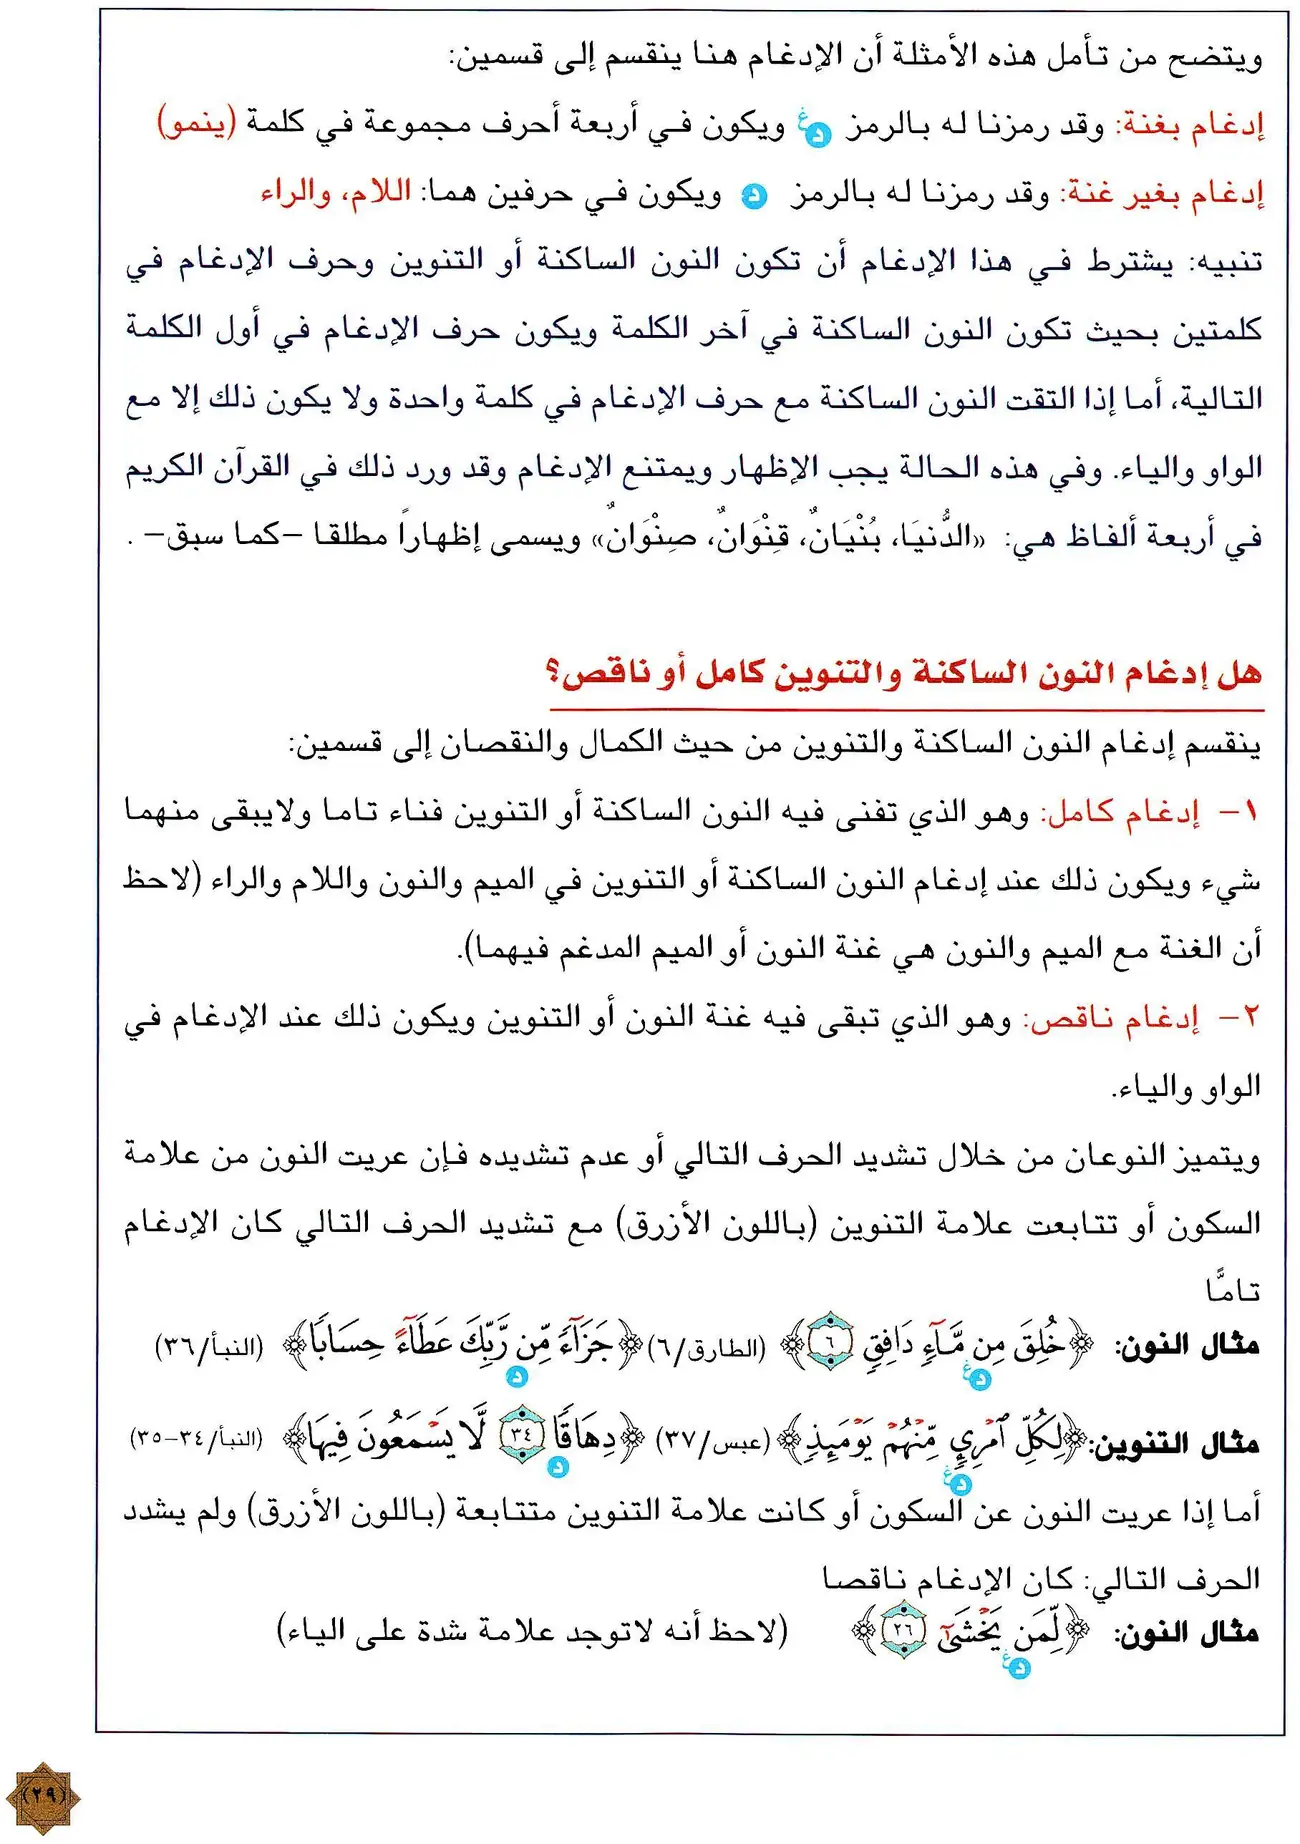 ويتضح من تأمل هذه الأمثلة أن الإدغام هنا ينقسم إلى قسمين:
إدغام بغنة: وقد رمزنا له بالرمز دغ ويكون في أربعة أحرف مجموعة في كلمة (ينمو)
إدغام بغير غنة: وقد رمزنا له بالرمز د ويكون في حرفين هما: اللام، والراء
تنبيه: يشترط في هذا الإدغام أن تكون النون الساكنة أو التنوين وحرف الإدغام في
كلمتين بحيث تكون النون الساكنة في آخر الكلمة ويكون حرف الإدغام في أول الكلمة
التالية، أما إذا التقت النون الساكنة مع حرف الإدغام في كلمة واحدة ولا يكون ذلك إلا مع
الواو والياء. وفي هذه الحالة يجب الإظهار ويمتنع الإدغام وقد ورد ذلك في القرآن الكريم
في أربعة ألفاظ هي: «الدُّنيَا، بُنْيَانٌ، قِنْوَانٌ، صِنْوَانٌ» ويسمى إظهاراً مطلقا –كما سبق– .
هل إدغام النون الساكنة والتنوين كامل أو ناقص؟
ينقسم إدغام النون الساكنة والتنوين من حيث الكمال والنقصان إلى قسمين:
١– إدغام كامل: وهو الذي تفنى فيه النون الساكنة أو التنوين فناء تاما ولايبقى منهما
شيء ويكون ذلك عند إدغام النون الساكنة أو التنوين في الميم والنون واللام والراء (لاحظ
أن الغنة مع الميم والنون هي غنة النون أو الميم المدغم فيهما).
٢– إدغام ناقص: وهو الذي تبقى فيه غنة النون أو التنوين ويكون ذلك عند الإدغام في
الواو والياء.
ويتميز النوعان من خلال تشديد الحرف التالي أو عدم تشديده فإن عريت النون من علامة
السكون أو تتابعت علامة التنوين (باللون الأزرق) مع تشديد الحرف التالي كان الإدغام
تامًّا
مثال النون: ﴿خُلِقَ مِن مَّآءٖ دَافِقٖ ٦﴾ (الطارق/٦) ﴿جَزَآءٗ مِّن رَّبِّكَ عَطَآءً حِسَابٗا﴾ (النبأ/٣٦)
دغ د
مثال التنوين: ﴿لِكُلِّ ٱمۡرِيٕٖ مِّنۡهُمۡ يَوۡمَئِذٖ﴾ (عبس/٣٧) ﴿دِهَاقٗا ٣٤ لَّا يَسۡمَعُونَ فِيهَا﴾ (النبأ/٣٤–٣٥)
دغ د
أما إذا عريت النون عن السكون أو كانت علامة التنوين متتابعة (باللون الأزرق) ولم يشدد
الحرف التالي: كان الإدغام ناقصا
مثال النون: ﴿لِّمَن يَخۡشَىٰٓ ٢٦﴾ (لاحظ أنه لاتوجد علامة شدة على الياء)
دغ
(٢٩)